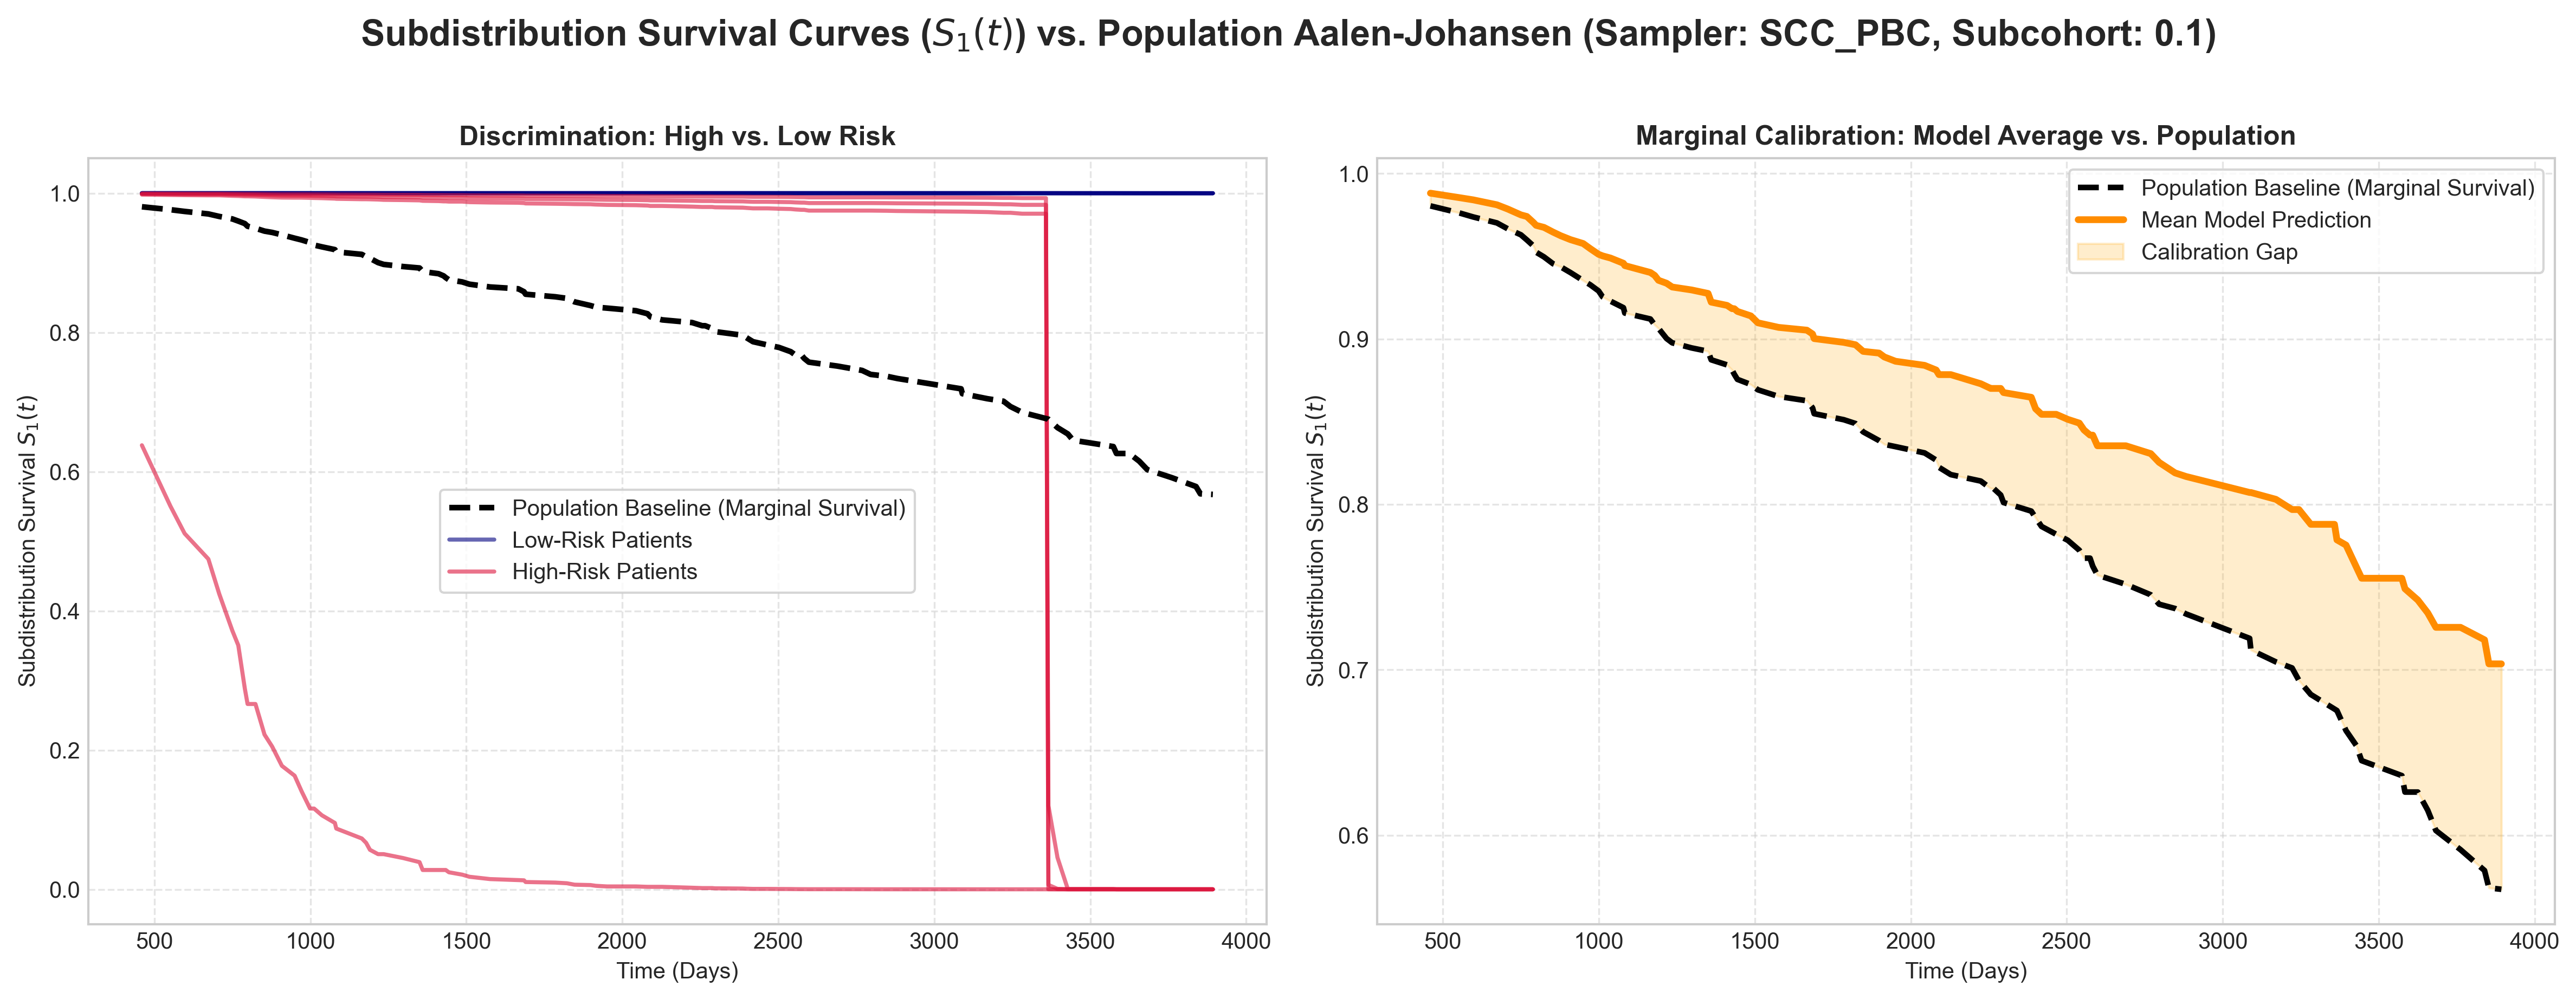 Subdistribution Survival Curves (S₁(t)) vs. Population Aalen-Johansen (Sampler: SCC_PBC, Subcohort: 0.1)
Discrimination: High vs. Low Risk
1.0
0.8
0.6
0.4
0.2
0.0
Subdistribution Survival S₁(t)
Population Baseline (Marginal Survival)
Low-Risk Patients
High-Risk Patients
500 1000 1500 2000 2500 3000 3500 4000
Time (Days)
Marginal Calibration: Model Average vs. Population
1.0
0.9
0.8
0.7
0.6
Subdistribution Survival S₁(t)
Population Baseline (Marginal Survival)
Mean Model Prediction
Calibration Gap
500 1000 1500 2000 2500 3000 3500 4000
Time (Days)